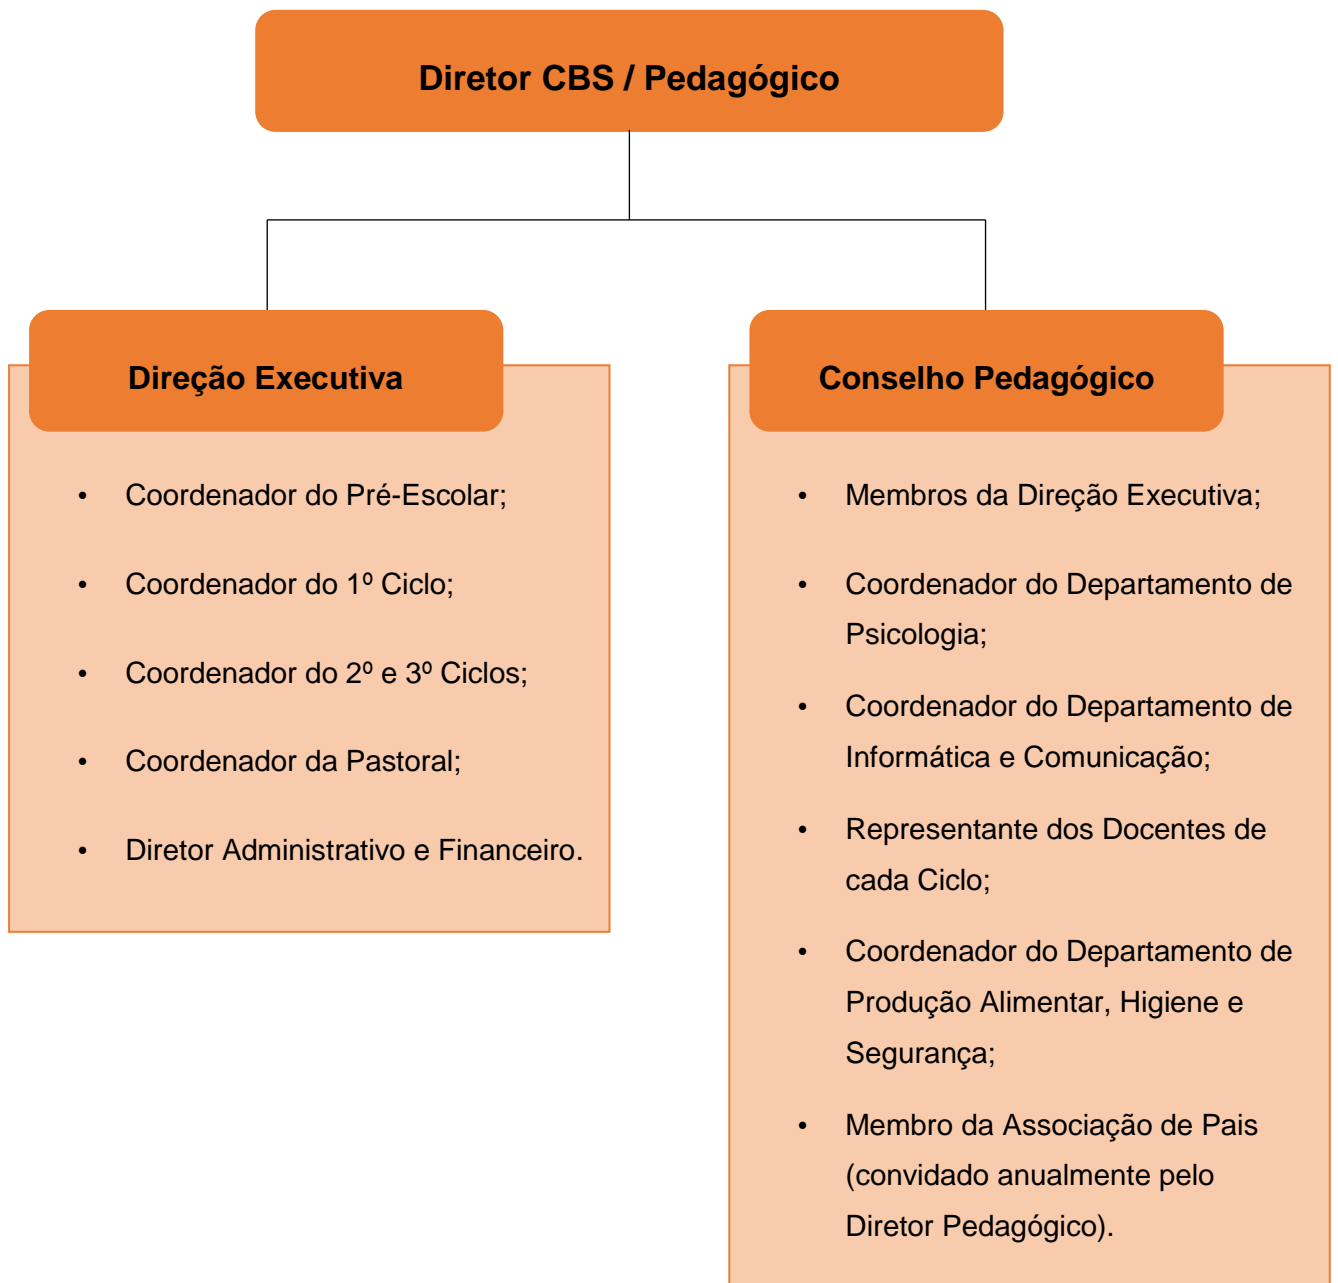 Diretor CBS / Pedagógico
Direção Executiva
• Coordenador do Pré-Escolar;
• Coordenador do 1º Ciclo;
• Coordenador do 2º e 3º Ciclos;
• Coordenador da Pastoral;
• Diretor Administrativo e Financeiro.
Conselho Pedagógico
• Membros da Direção Executiva;
• Coordenador do Departamento de
Psicologia;
• Coordenador do Departamento de
Informática e Comunicação;
• Representante dos Docentes de
cada Ciclo;
• Coordenador do Departamento de
Produção Alimentar, Higiene e
Segurança;
• Membro da Associação de Pais
(convidado anualmente pelo
Diretor Pedagógico).